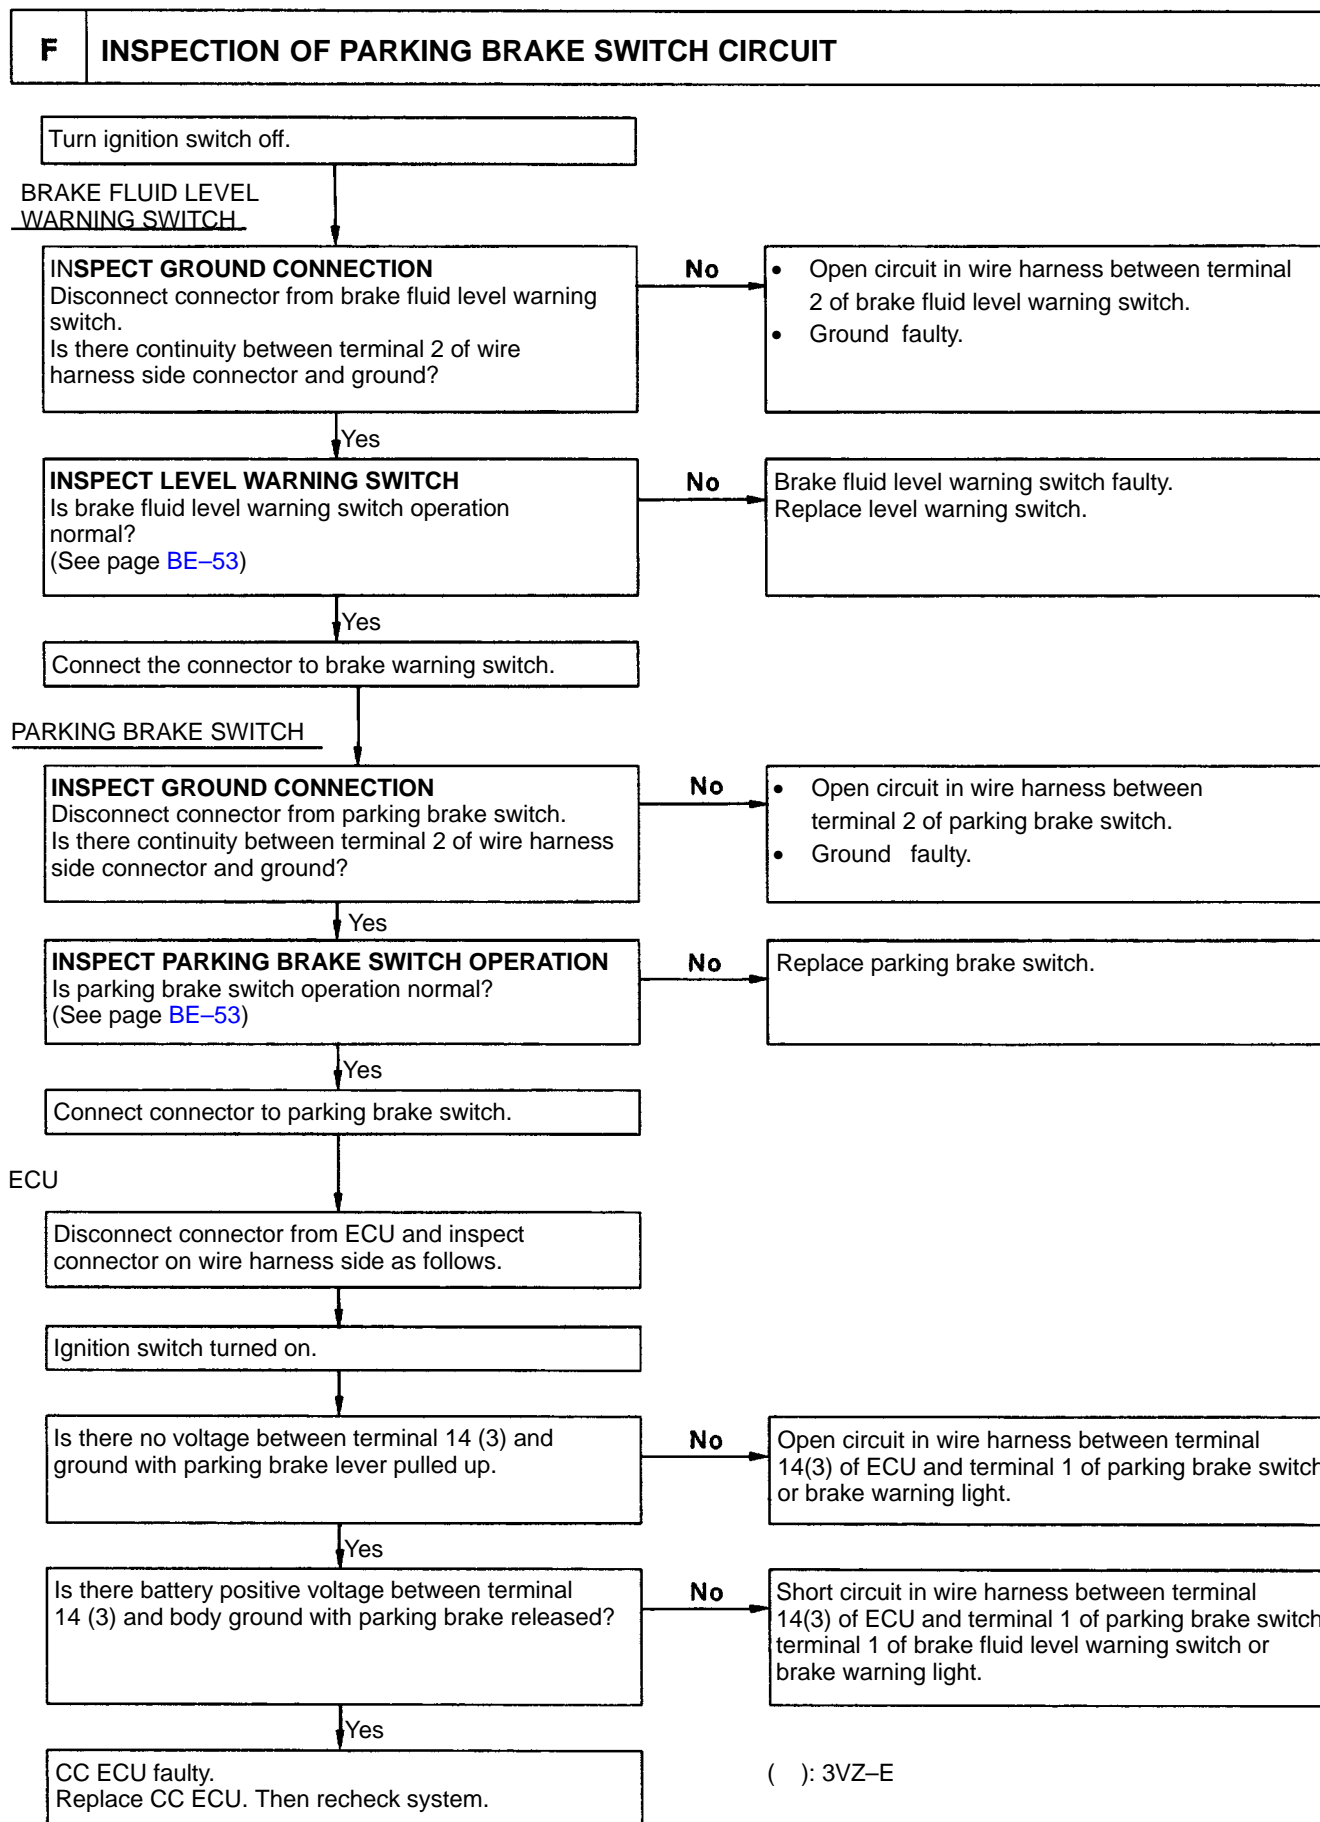 F INSPECTION OF PARKING BRAKE SWITCH CIRCUIT
Turn ignition switch off.
BRAKE FLUID LEVEL
WARNING SWITCH
INSPECT GROUND CONNECTION
Disconnect connector from brake fluid level warning
switch.
Is there continuity between terminal 2 of wire
harness side connector and ground?
No
• Open circuit in wire harness between terminal
2 of brake fluid level warning switch.
• Ground faulty.
Yes
INSPECT LEVEL WARNING SWITCH
Is brake fluid level warning switch operation
normal?
(See page BE–53)
No
Brake fluid level warning switch faulty.
Replace level warning switch.
Yes
Connect the connector to brake warning switch.
PARKING BRAKE SWITCH
INSPECT GROUND CONNECTION
Disconnect connector from parking brake switch.
Is there continuity between terminal 2 of wire harness
side connector and ground?
No
• Open circuit in wire harness between
terminal 2 of parking brake switch.
• Ground faulty.
Yes
INSPECT PARKING BRAKE SWITCH OPERATION
Is parking brake switch operation normal?
(See page BE–53)
No
Replace parking brake switch.
Yes
Connect connector to parking brake switch.
ECU
Disconnect connector from ECU and inspect
connector on wire harness side as follows.
Ignition switch turned on.
Is there no voltage between terminal 14 (3) and
ground with parking brake lever pulled up.
No
Open circuit in wire harness between terminal
14(3) of ECU and terminal 1 of parking brake switch
or brake warning light.
Yes
Is there battery positive voltage between terminal
14 (3) and body ground with parking brake released?
No
Short circuit in wire harness between terminal
14(3) of ECU and terminal 1 of parking brake switch
terminal 1 of brake fluid level warning switch or
brake warning light.
Yes
CC ECU faulty.
Replace CC ECU. Then recheck system.
( ): 3VZ–E